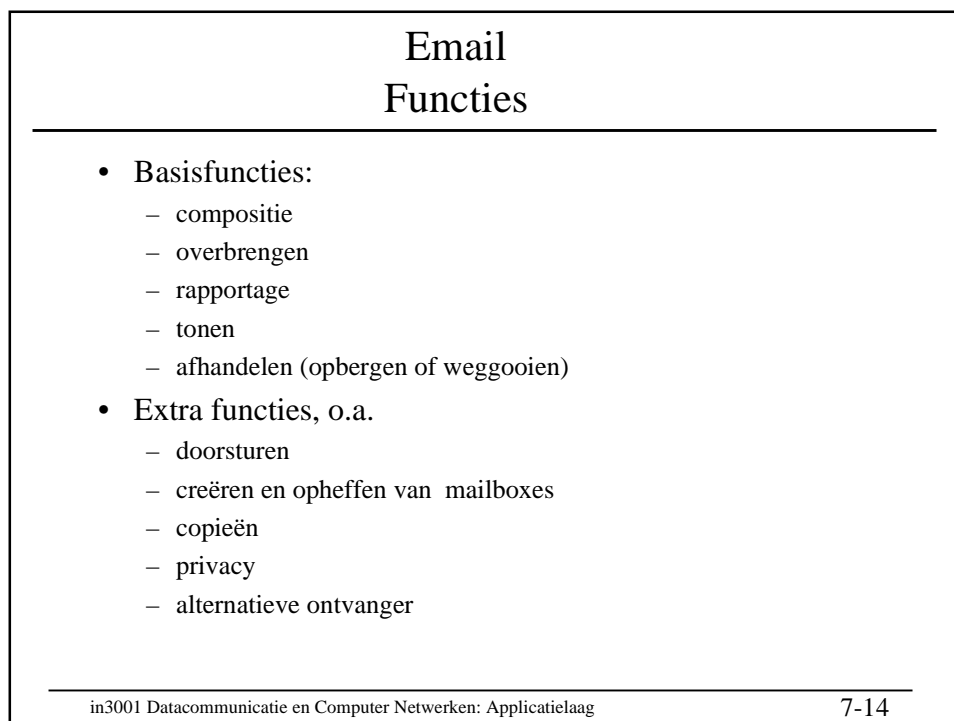 Email
Functies
• Basisfuncties:
– compositie
– overbrengen
– rapportage
– tonen
– afhandelen (opbergen of weggooien)
• Extra functies, o.a.
– doorsturen
– creëren en opheffen van  mailboxes
– copieën
– privacy
– alternatieve ontvanger
in3001 Datacommunicatie en Computer Netwerken: Applicatielaag 7-14